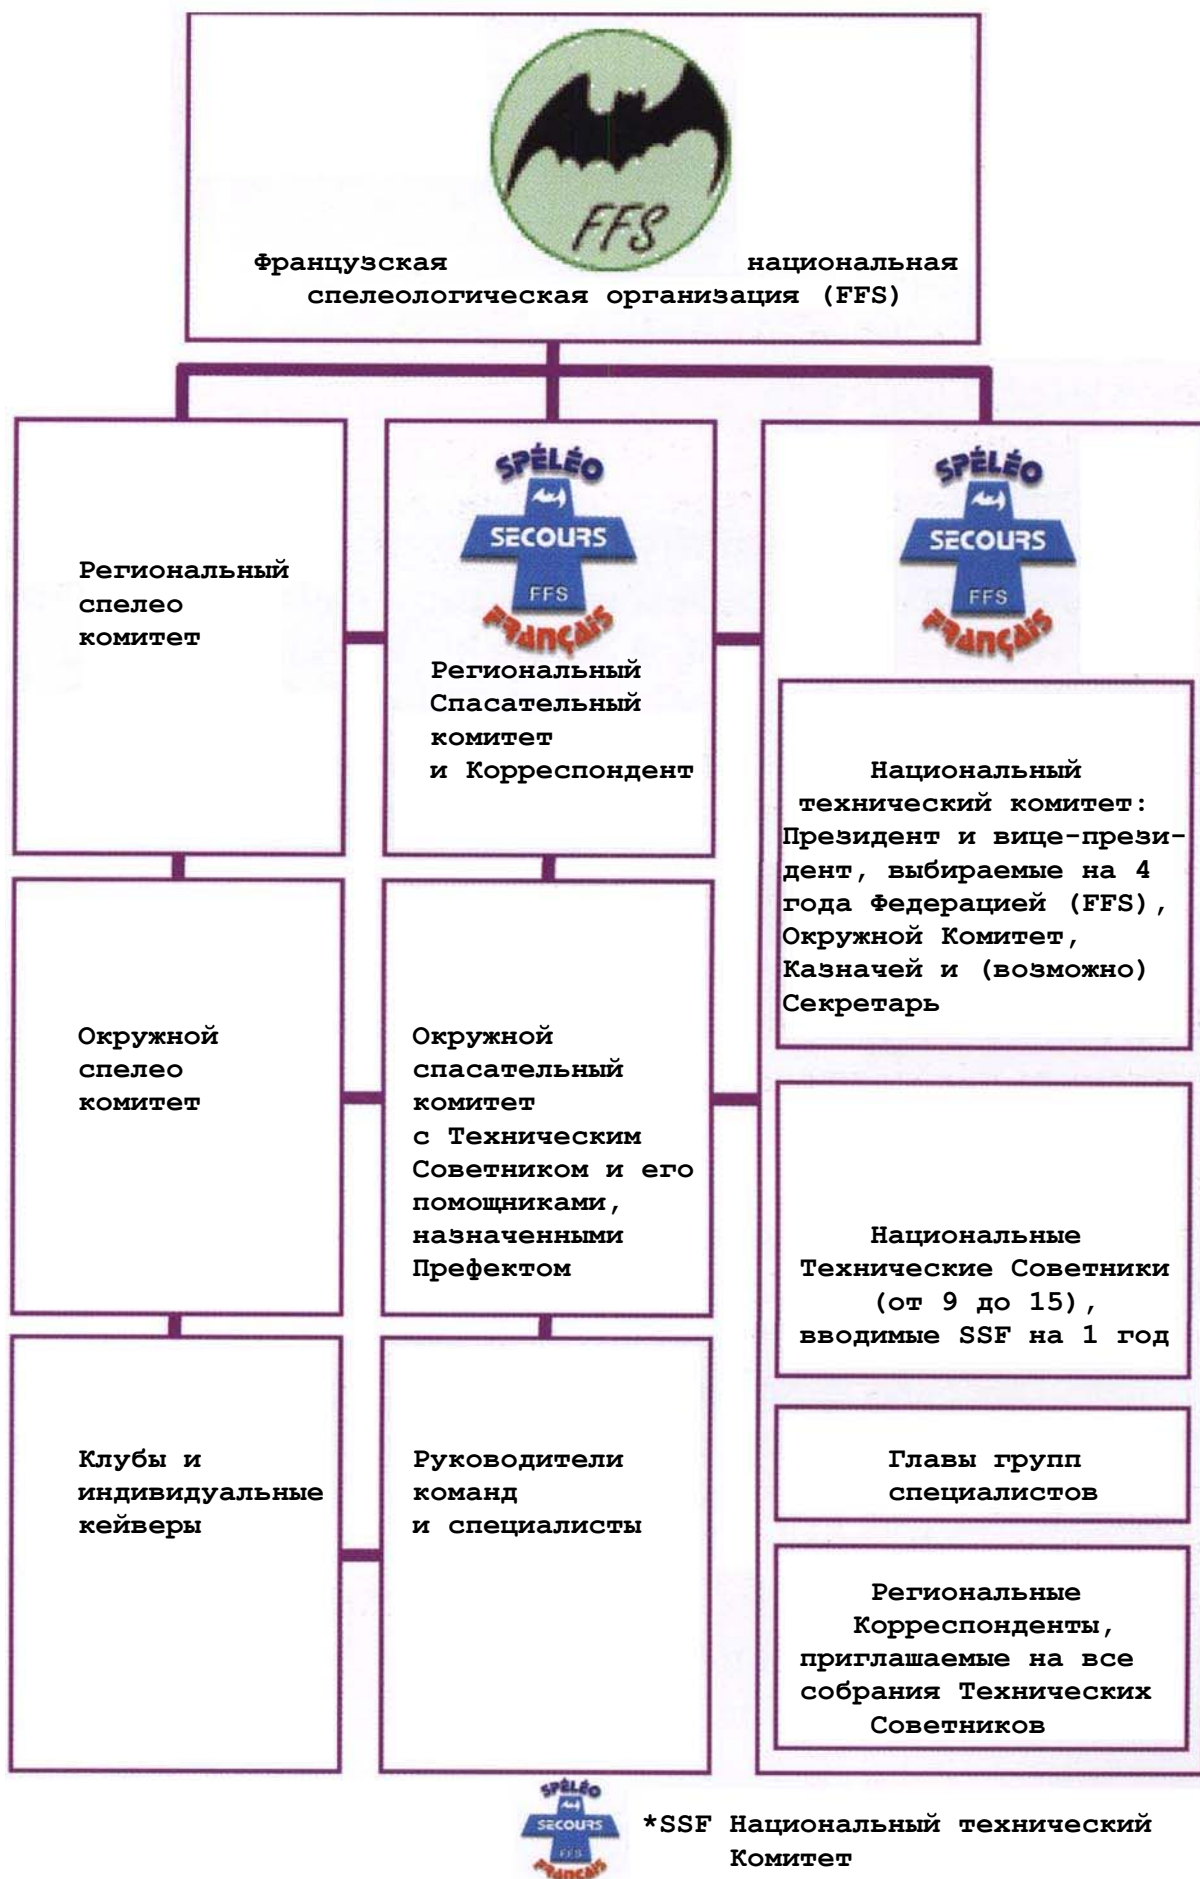 FFS
Французская национальная
спелеологическая организация (FFS)
Региональный
спелео
комитет
SPÉLÉO
SECOURS
FFS
FRANÇAIS
Региональный
Спасательный
комитет
и Корреспондент
SPÉLÉO
SECOURS
FFS
FRANÇAIS
Национальный
технический комитет:
Президент и вице-прези-
дент, выбираемые на 4
года Федерацией (FFS),
Окружной Комитет,
Казначей и (возможно)
Секретарь
Окружной
спелео
комитет
Окружной
спасательный
комитет
с Техническим
Советником и его
помощниками,
назначенными
Префектом
Национальные
Технические Советники
(от 9 до 15),
вводимые SSF на 1 год
Клубы и
индивидуальные
кейверы
Руководители
команд
и специалисты
Главы групп
специалистов
Региональные
Корреспонденты,
приглашаемые на все
собрания Технических
Советников
SPÉLÉO
SECOURS
FFS
FRANÇAIS
*SSF Национальный технический
Комитет